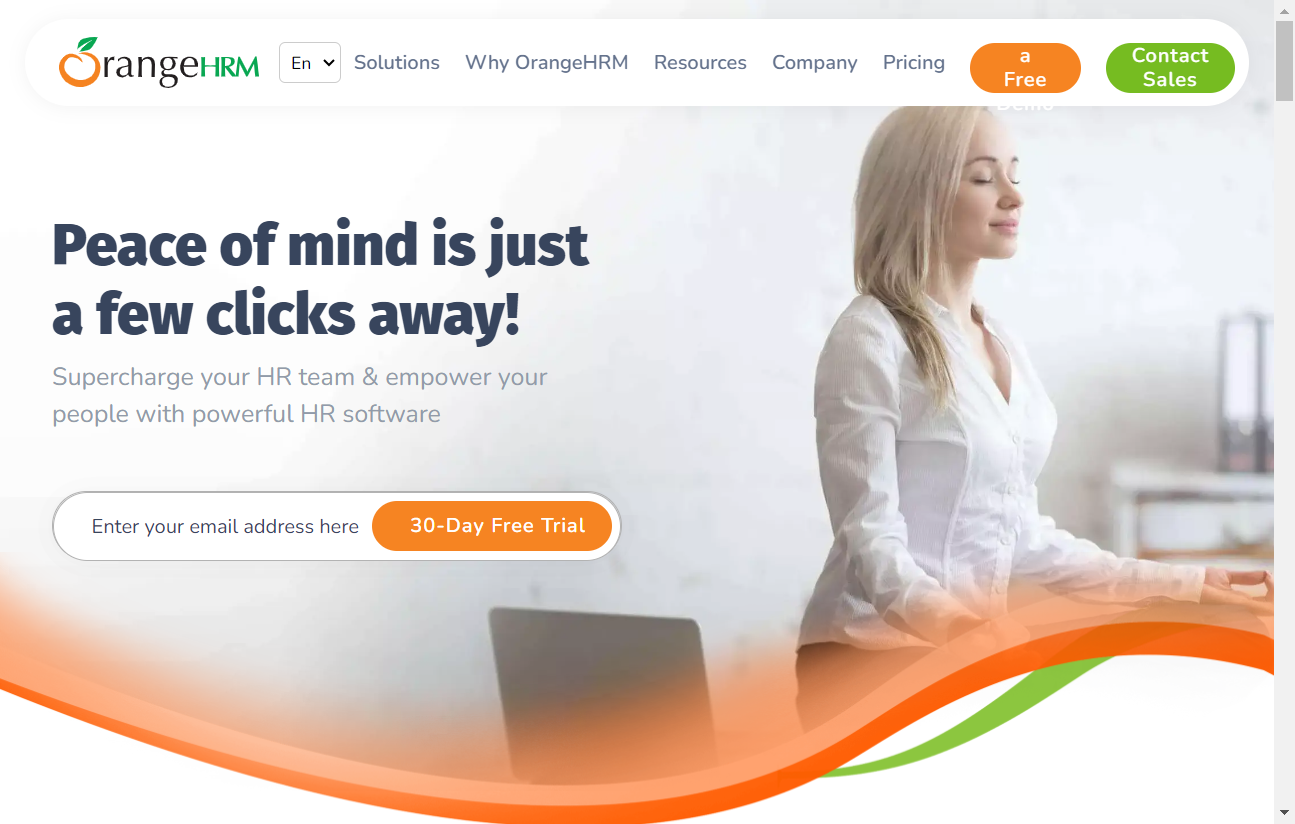 OrangeHRM
En
Solutions
Why OrangeHRM
Resources
Company
Pricing
a
Free
Demo
Contact
Sales
Peace of mind is just
a few clicks away!
Supercharge your HR team & empower your
people with powerful HR software
Enter your email address here
30-Day Free Trial